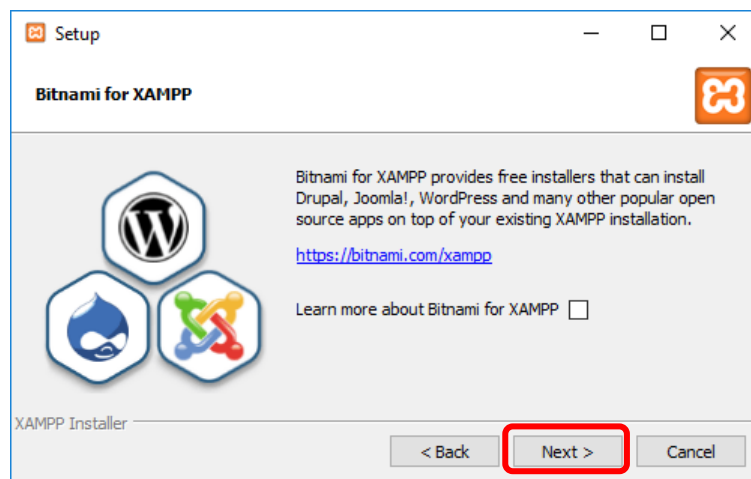 Setup
Bitnami for XAMPP
Bitnami for XAMPP provides free installers that can install
Drupal, Joomla!, WordPress and many other popular open
source apps on top of your existing XAMPP installation.
https://bitnami.com/xampp
Learn more about Bitnami for XAMPP
XAMPP Installer
< Back Next > Cancel